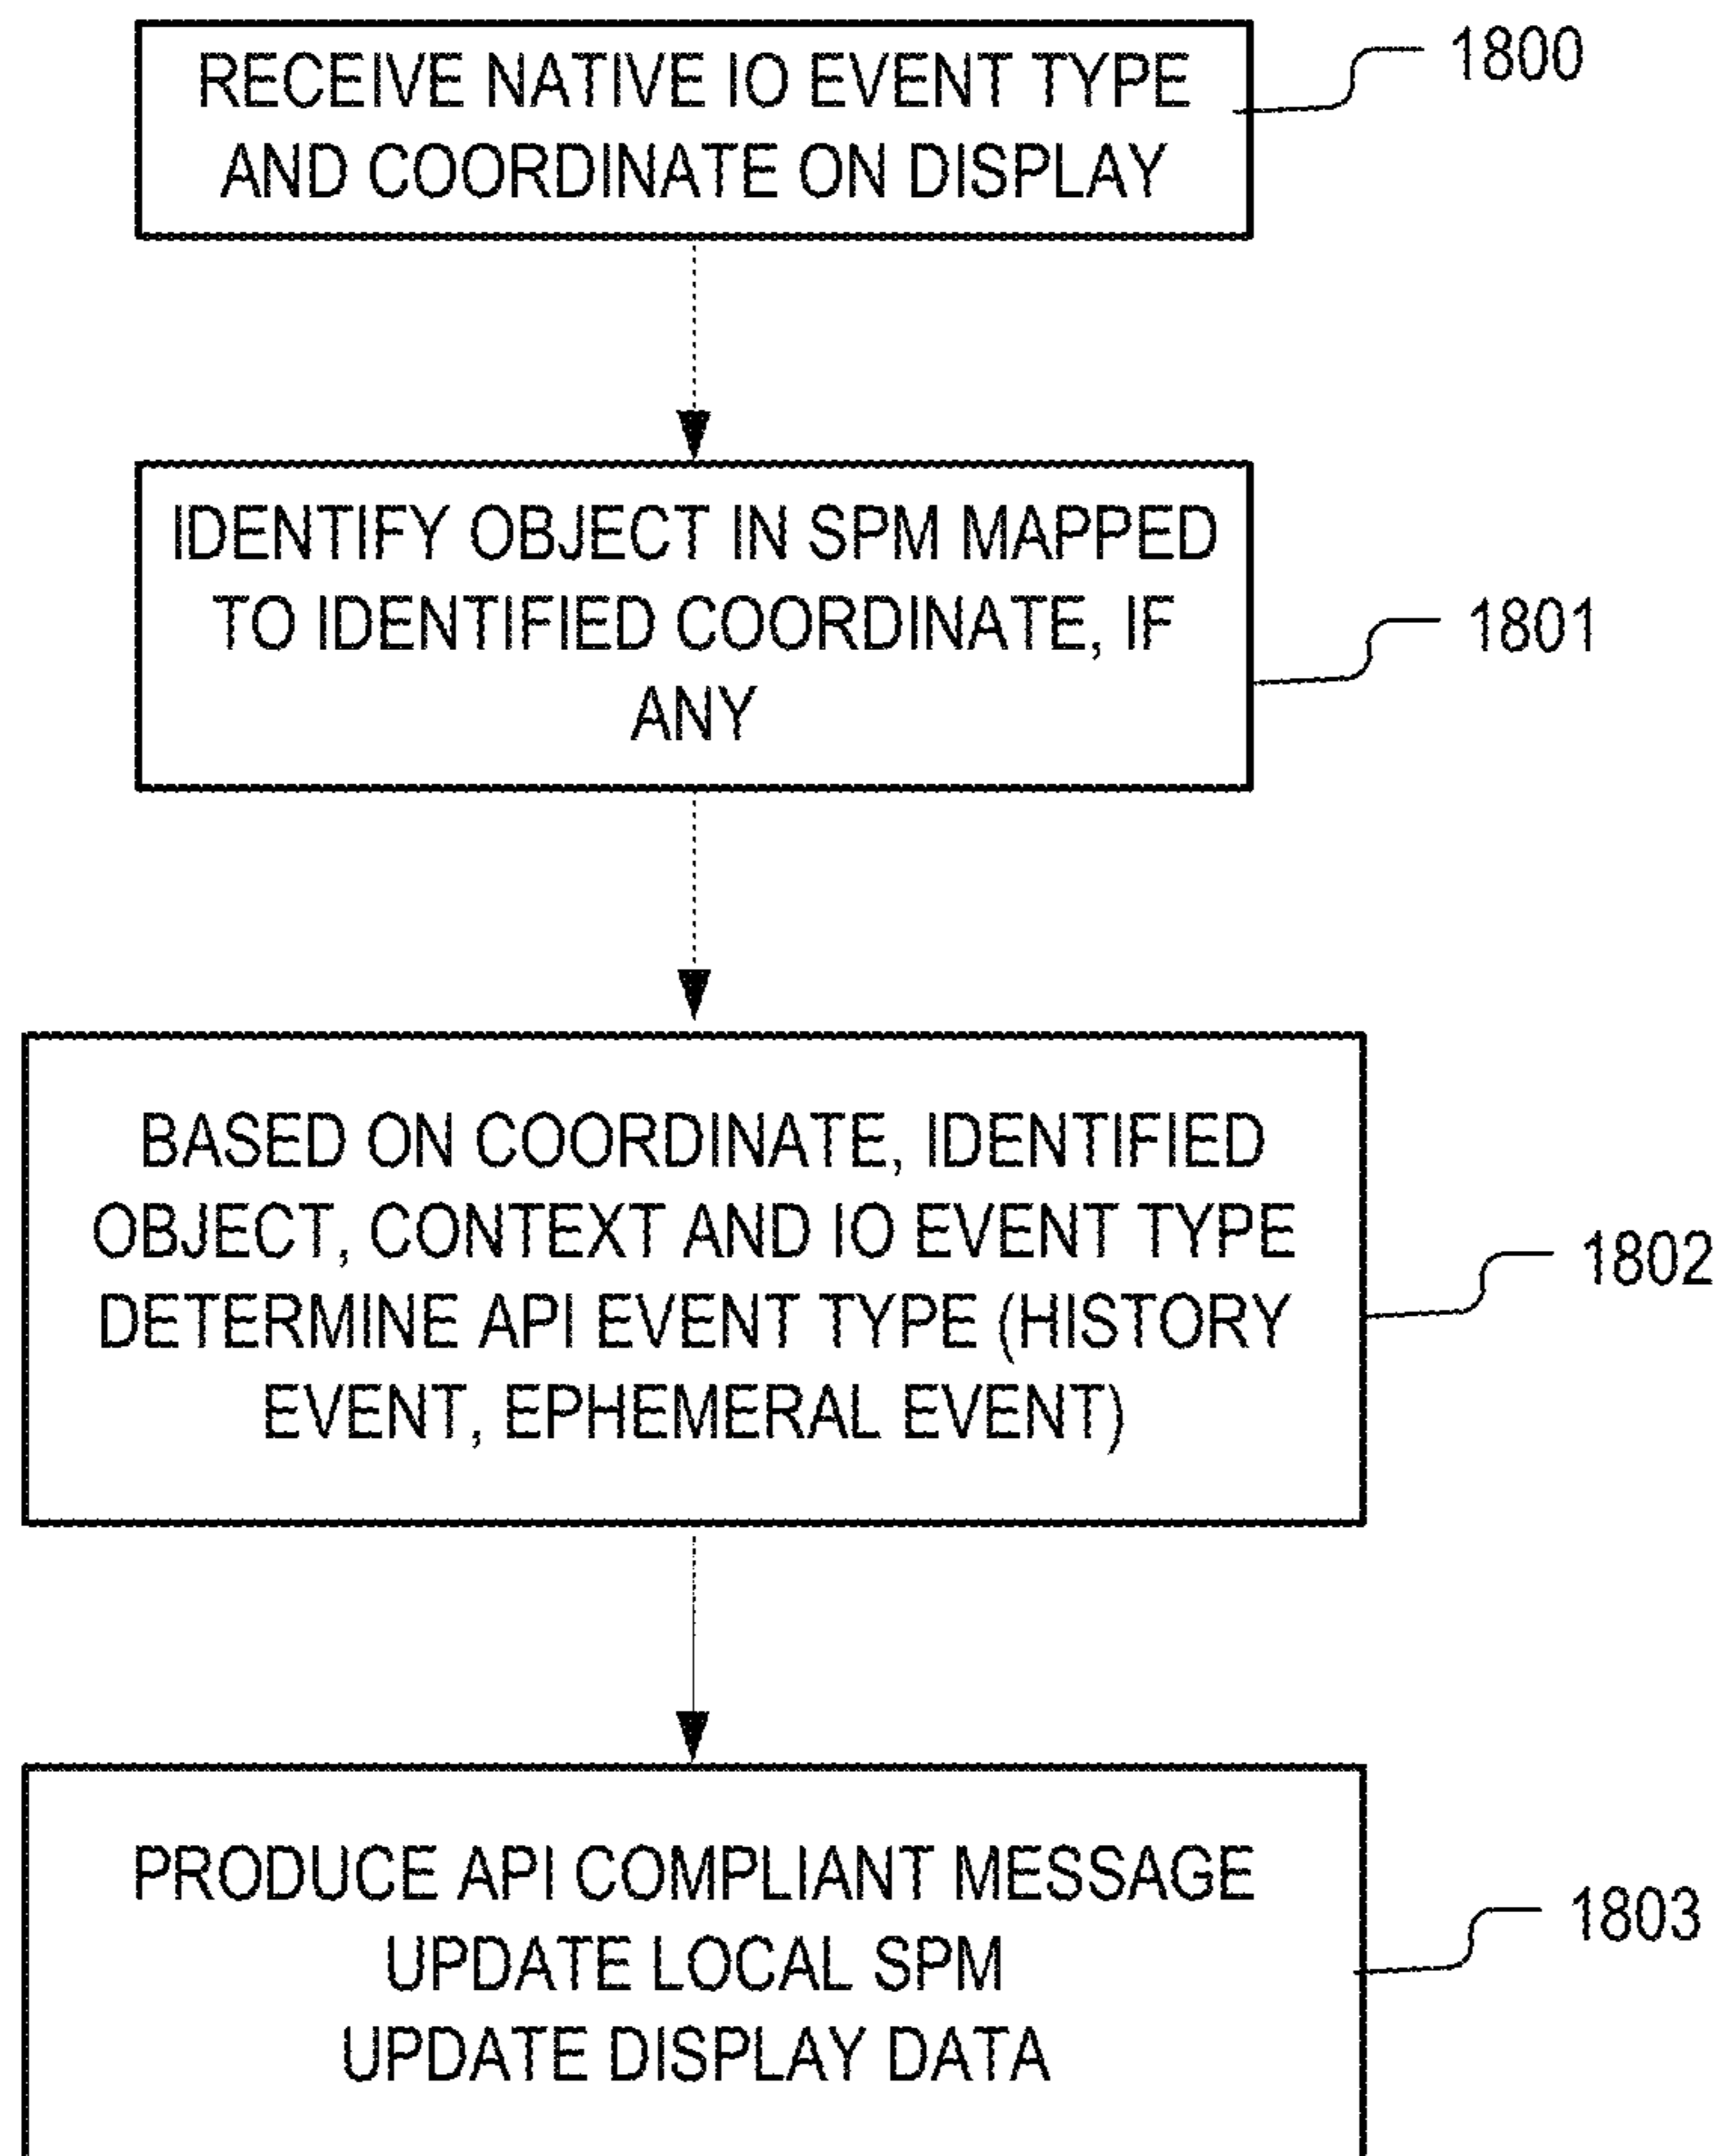 RECEIVE NATIVE IO EVENT TYPE
AND COORDINATE ON DISPLAY
1800
IDENTIFY OBJECT IN SPM MAPPED
TO IDENTIFIED COORDINATE, IF
ANY
1801
BASED ON COORDINATE, IDENTIFIED
OBJECT, CONTEXT AND IO EVENT TYPE
DETERMINE API EVENT TYPE (HISTORY
EVENT, EPHEMERAL EVENT)
1802
PRODUCE API COMPLIANT MESSAGE
UPDATE LOCAL SPM
UPDATE DISPLAY DATA
1803